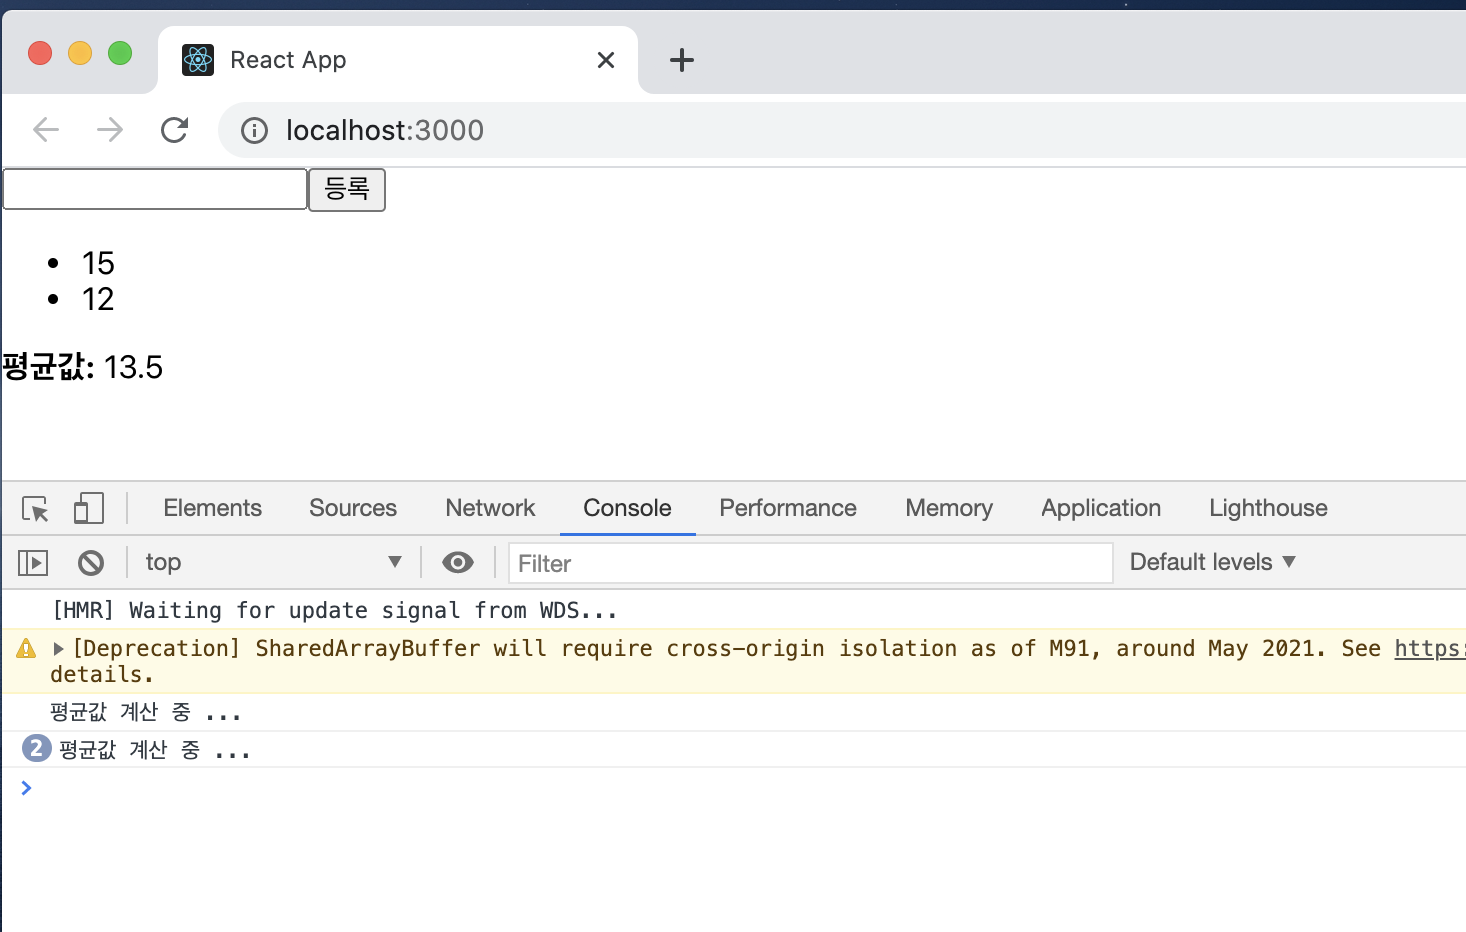 React App
localhost:3000
등록
• 15
• 12
평균값: 13.5
Elements Sources Network Console Performance Memory Application Lighthouse
top Filter Default levels
[HMR] Waiting for update signal from WDS...
[Deprecation] SharedArrayBuffer will require cross-origin isolation as of M91, around May 2021. See https:
details.
평균값 계산 중 ...
2 평균값 계산 중 ...